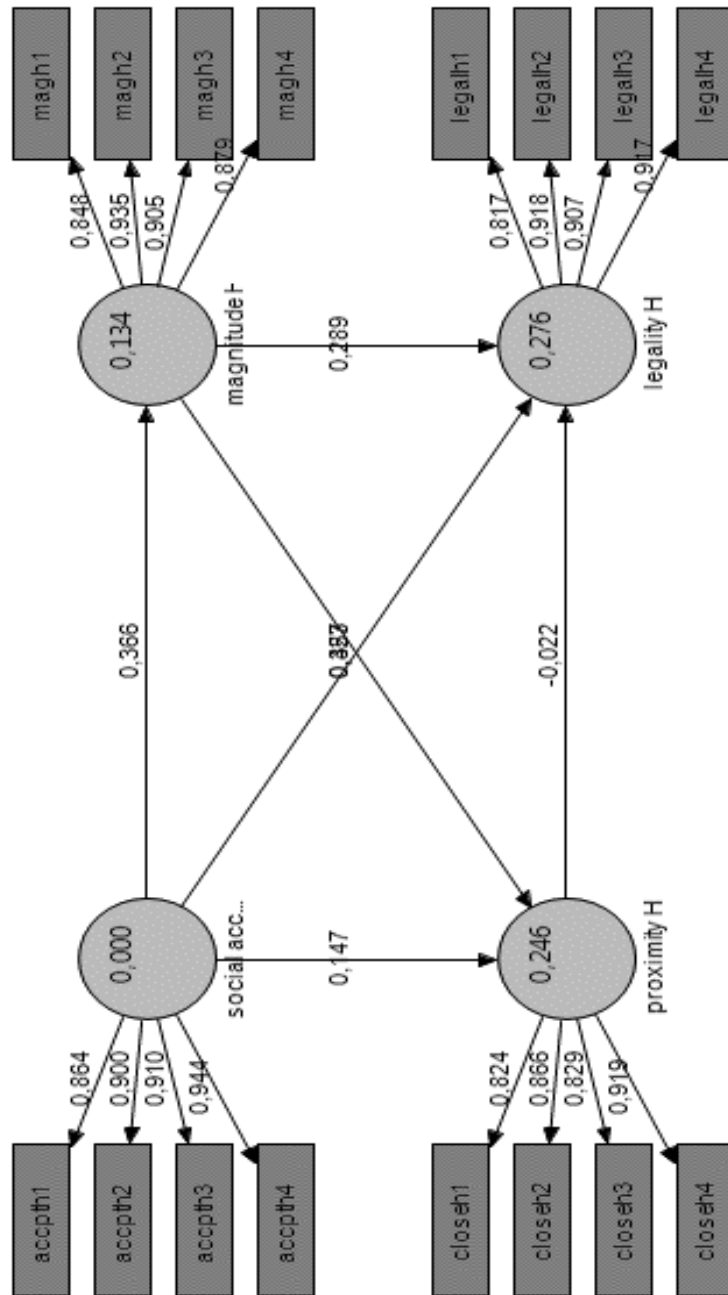 accpth1
accpth2
accpth3
accpth4
0,864
0,900
0,910
0,944
0,000
social acc...
0,366
0,134
magnitude H
0,848
0,935
0,905
0,879
magh1
magh2
magh3
magh4
0,147
0,289
closeh1
closeh2
closeh3
closeh4
0,824
0,866
0,829
0,919
0,246
proximity H
-0,022
0,276
legality H
0,817
0,918
0,907
0,917
legalh1
legalh2
legalh3
legalh4